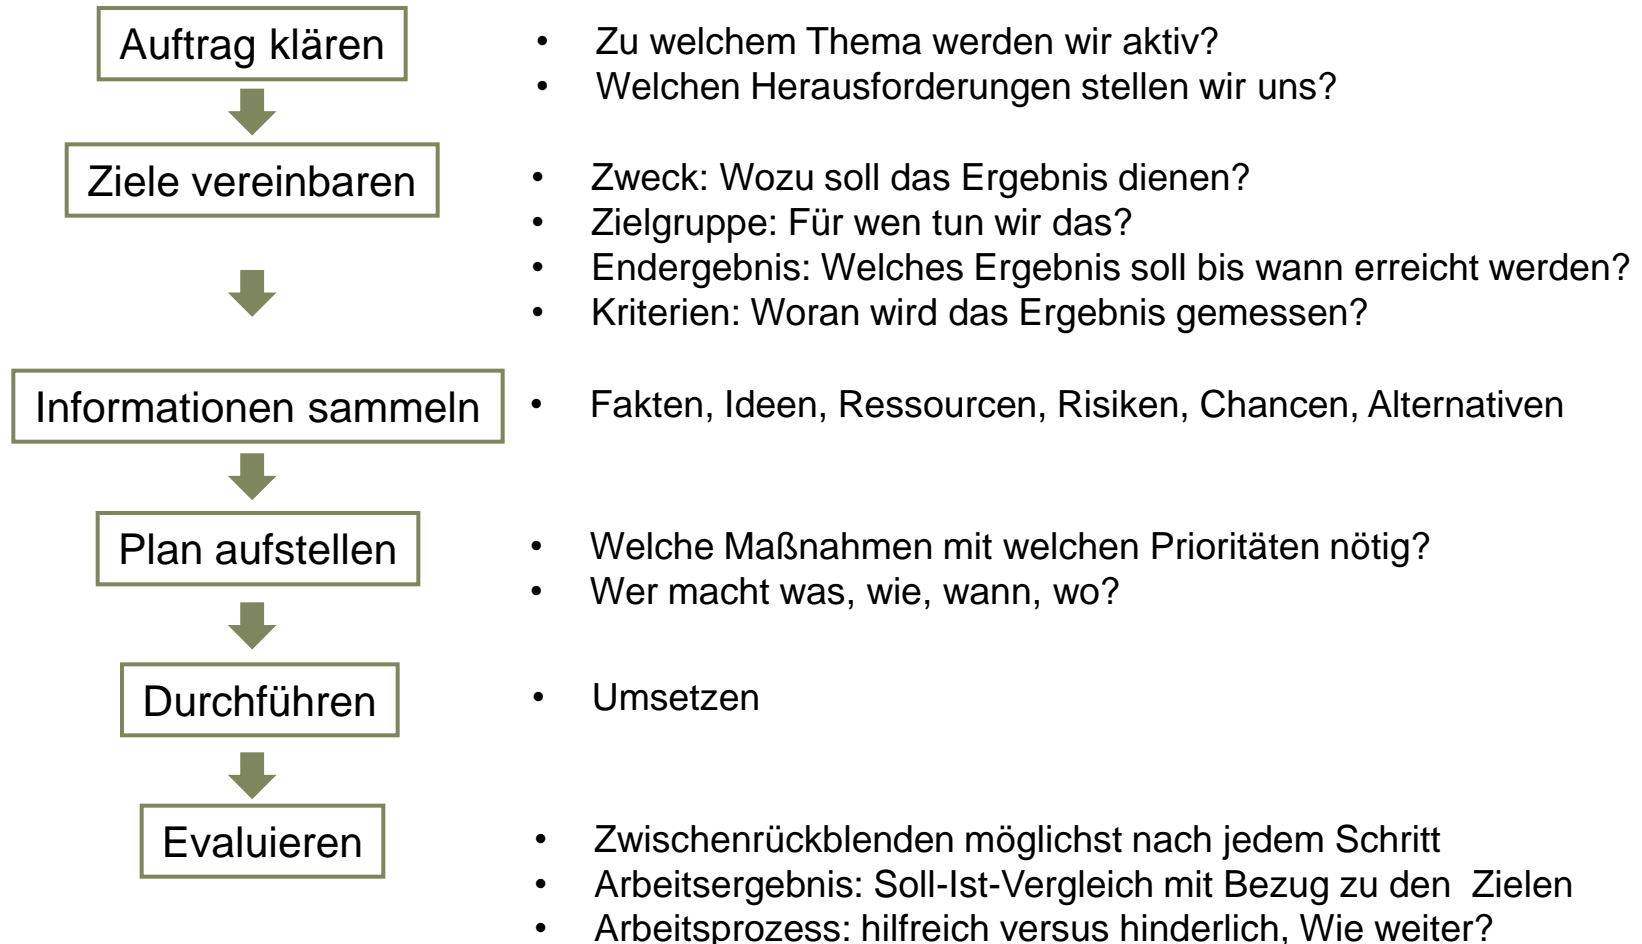 Auftrag klären
• Zu welchem Thema werden wir aktiv?
• Welchen Herausforderungen stellen wir uns?
Ziele vereinbaren
• Zweck: Wozu soll das Ergebnis dienen?
• Zielgruppe: Für wen tun wir das?
• Endergebnis: Welches Ergebnis soll bis wann erreicht werden?
• Kriterien: Woran wird das Ergebnis gemessen?
Informationen sammeln
• Fakten, Ideen, Ressourcen, Risiken, Chancen, Alternativen
Plan aufstellen
• Welche Maßnahmen mit welchen Prioritäten nötig?
• Wer macht was, wie, wann, wo?
Durchführen
• Umsetzen
Evaluieren
• Zwischenrückblenden möglichst nach jedem Schritt
• Arbeitsergebnis: Soll-Ist-Vergleich mit Bezug zu den  Zielen
• Arbeitsprozess: hilfreich versus hinderlich, Wie weiter?